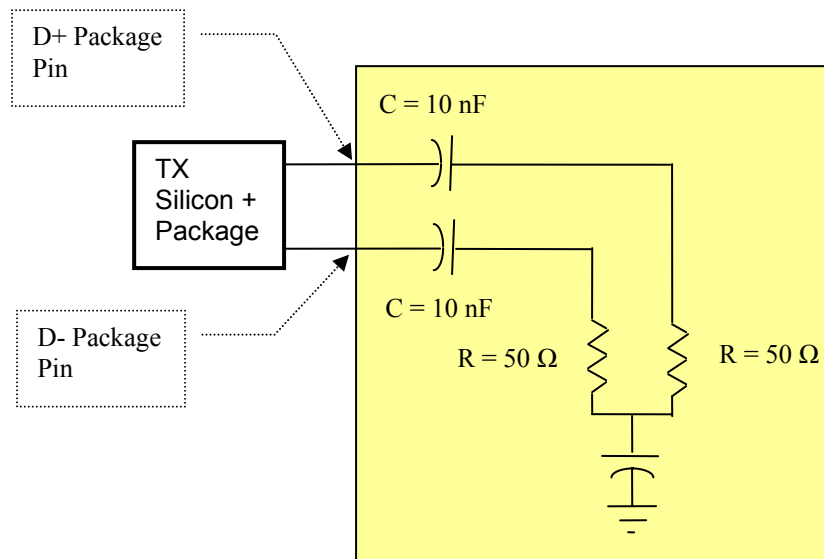 D+ Package
Pin
C = 10 nF
TX
Silicon +
Package
C = 10 nF
D- Package
Pin
R = 50 Ω
R = 50 Ω